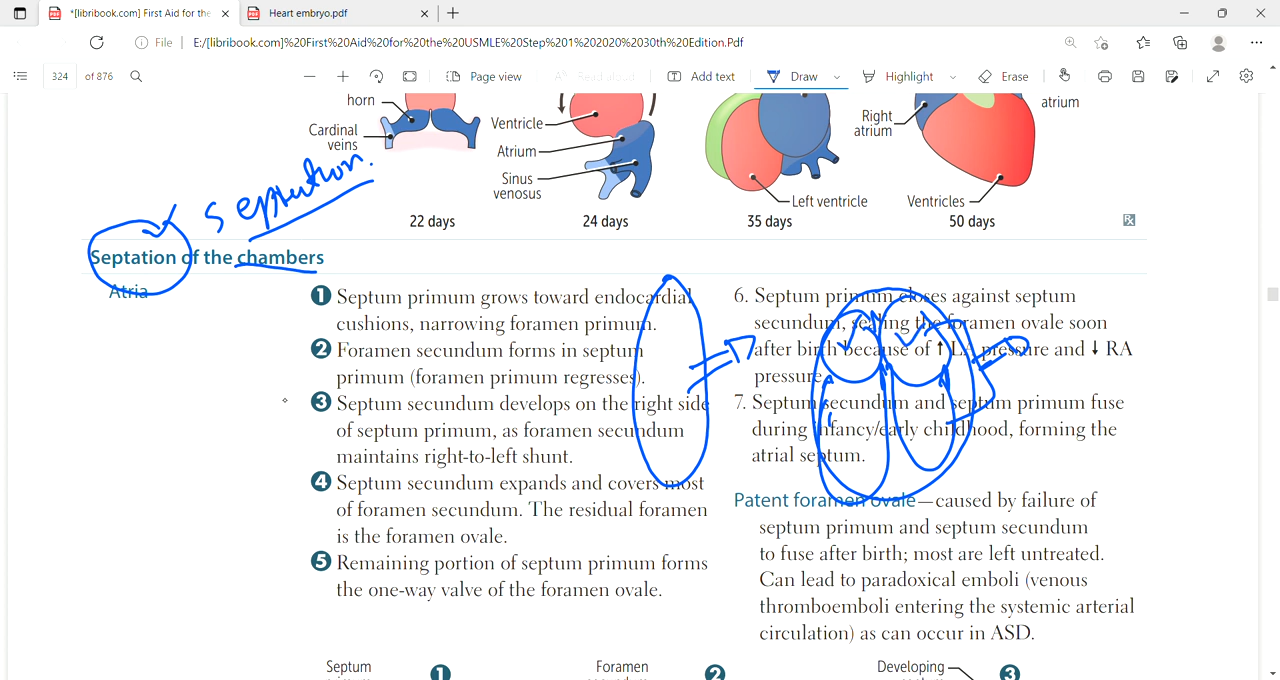 *[libribook.com] First Aid for the
Heart embryo.pdf
File
E:/[libribook.com]%20First%20Aid%20for%20the%20USMLE%20Step%201%202020%2030th%20Edition.Pdf
324 of 876
Page view
Read aloud
Add text
Draw
Highlight
Erase
horn
Cardinal
veins
22 days
Ventricle
Atrium
Sinus
venosus
24 days
Left ventricle
35 days
Right
atrium
atrium
Ventricles
50 days
Septation of the chambers
Atria
1 Septum primum grows toward endocardial
cushions, narrowing foramen primum.
2 Foramen secundum forms in septum
primum (foramen primum regresses).
3 Septum secundum develops on the right side
of septum primum, as foramen secundum
maintains right-to-left shunt.
4 Septum secundum expands and covers most
of foramen secundum. The residual foramen
is the foramen ovale.
5 Remaining portion of septum primum forms
the one-way valve of the foramen ovale.
6. Septum primum closes against septum
secundum, sealing the foramen ovale soon
after birth because of ↑ LA pressure and ↓ RA
pressure.
7. Septum secundum and septum primum fuse
during infancy/early childhood, forming the
atrial septum.
Patent foramen ovale—caused by failure of
septum primum and septum secundum
to fuse after birth; most are left untreated.
Can lead to paradoxical emboli (venous
thromboemboli entering the systemic arterial
circulation) as can occur in ASD.
Septum
1
Foramen
2
Developing
3